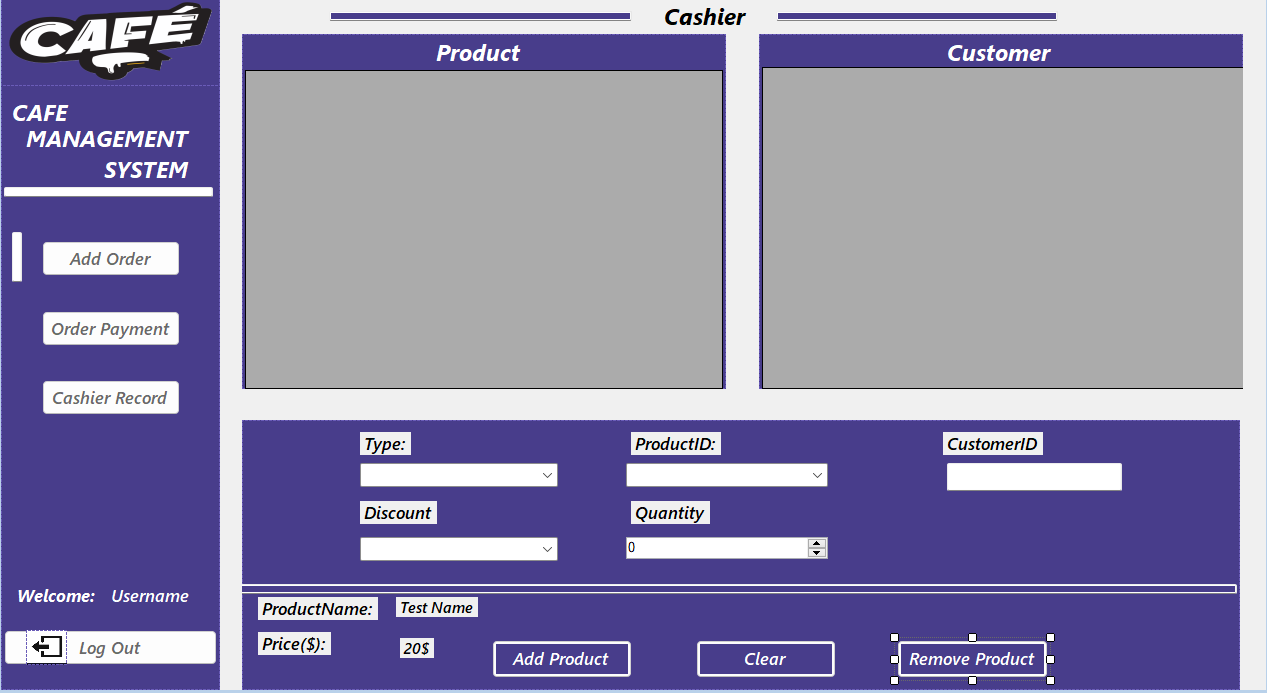 CAFÉ
CAFE
MANAGEMENT
SYSTEM
Add Order
Order Payment
Cashier Record
Welcome: Username
Log Out
Cashier
Product
Customer
Type:
ProductID:
CustomerID
Discount
Quantity
0
ProductName: Test Name
Price($): 20$
Add Product
Clear
Remove Product